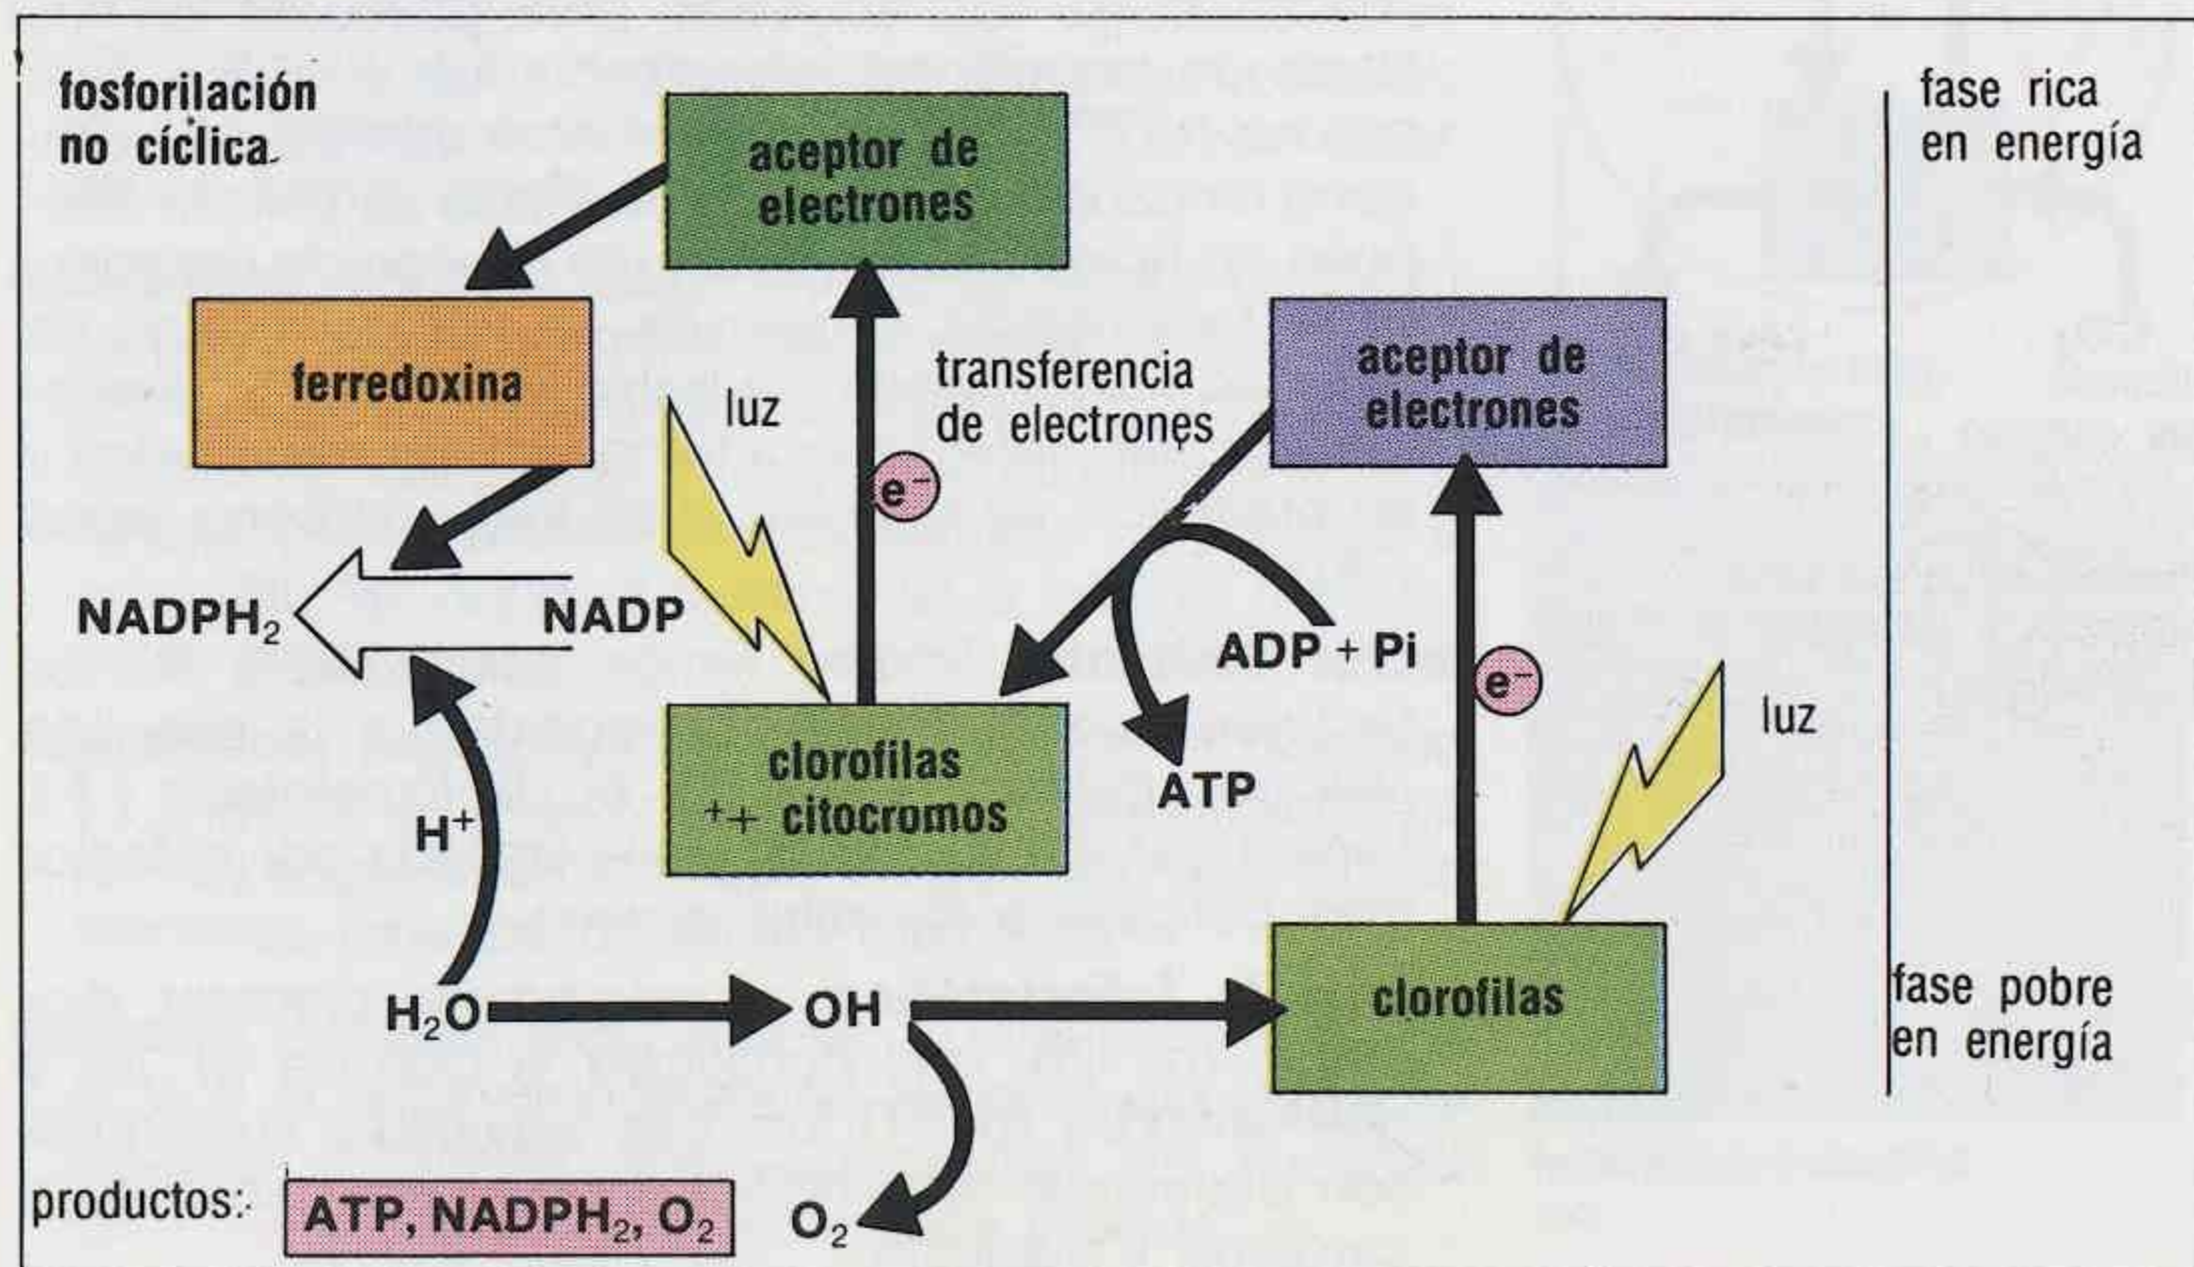 fosforilación
no cíclica
fase rica
en energía
aceptor de
electrones
ferredoxina
luz
transferencia
de electrones
aceptor de
electrones
e⁻
NADPH₂
NADP
ADP + Pi
e⁻
luz
clorofilas
++ citocromos
ATP
H⁺
H₂O
OH
clorofilas
fase pobre
en energía
productos:
ATP, NADPH₂, O₂
O₂